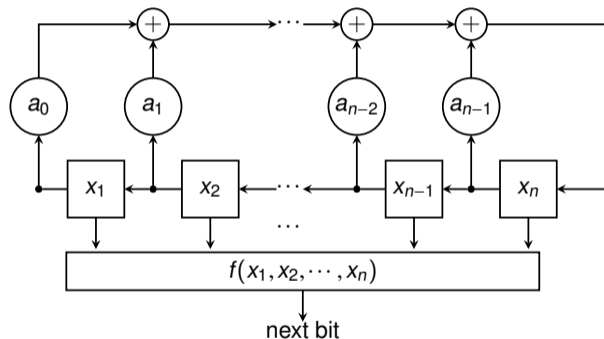 + ⋯ + +
a₀ a₁ aₙ₋₂ aₙ₋₁
x₁ x₂ ⋯ xₙ₋₁ xₙ
⋯
f(x₁, x₂, ⋯ , xₙ)
next bit